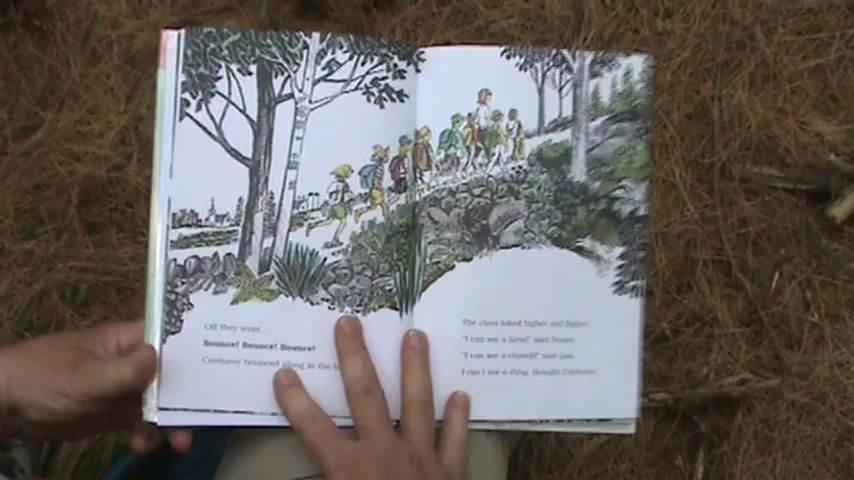 Off they went.
Bounce! Bounce! Bounce!
Corduroy bounced along in the
The class hiked higher and higher.
"I can see a farm!" said Susan.
"I can see a church!" said Lisa.
I can't see a thing, thought Corduroy.